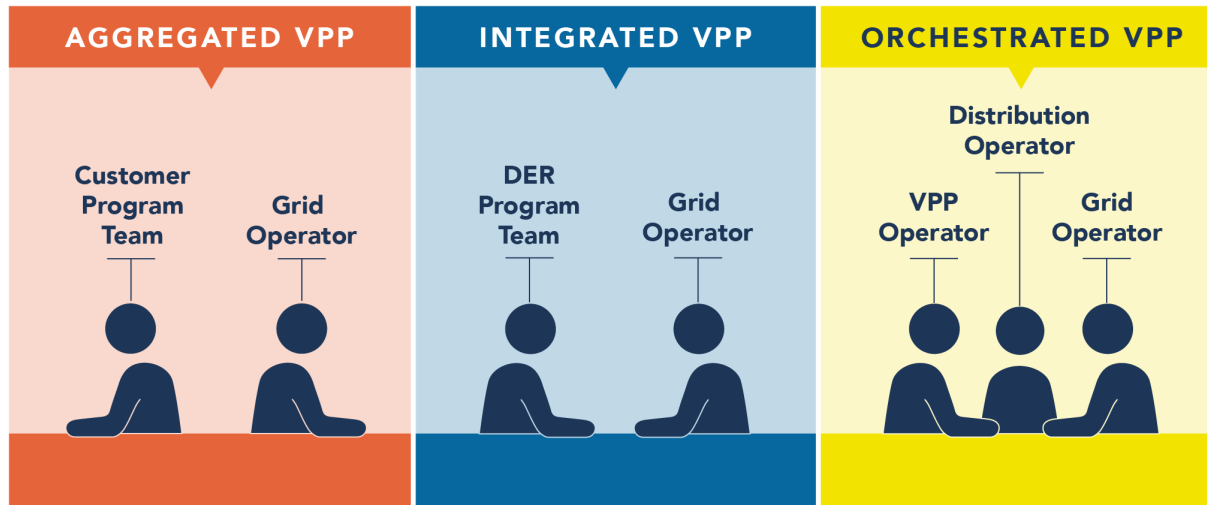 AGGREGATED VPP
Customer
Program
Team
Grid
Operator
INTEGRATED VPP
DER
Program
Team
Grid
Operator
ORCHESTRATED VPP
Distribution
Operator
VPP
Operator
Grid
Operator